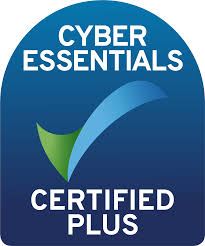 CYBER
ESSENTIALS
CERTIFIED
PLUS